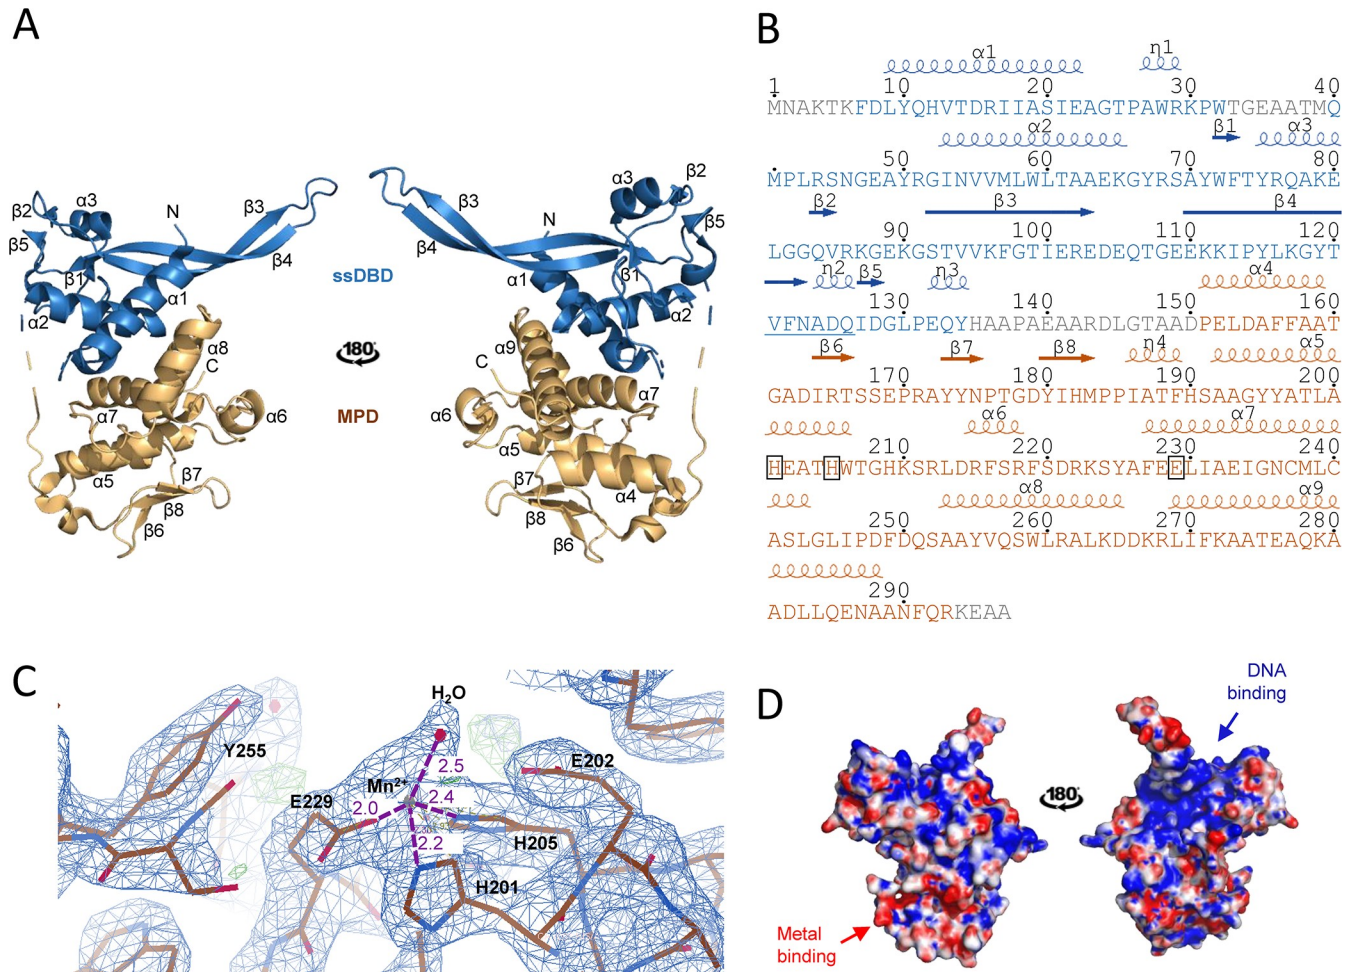 A
β3
β4
α3
β2
N
β5
β1
α1
α2
α8
C
α7
α6
α5
β7
β8
β6
ssDBD
180°
MPD
β3
β4
N
α3
β2
β5
α1
β1
α2
α9
C
α7
α6
α5
β7
α4
β8
β6
B
α1 η1
1 10 20 30 40
MNAKTKFDLYQHVTDRIIASIEAGTPAWRKPWTGEAATMQ
α2 β1 α3
50 60 70 80
MPLRSNGEAYRGINVVMLWLTAAEKGYRSAYWFTYRQAKE
β2 β3 β4
90 100 110 120
LGGQVRKGEKGSTVVKFGTIEREDEQTGEEKKIPYLKGYT
η2 β5 η3 α4
130 140 150 160
VFNADQIDGLPEQYHAAPAEAARDLGTAADPELDAFFAAT
β6 β7 β8 η4 α5
170 180 190 200
GADIRTSSEPRAYYNPTGDYIHMPPIATFHSAAGYYATLA
α6 α7
210 220 230 240
HEATHWTGHKSRLDRFSRFSDRKSYAFEELIAEIGNCMLC
α8 α9
250 260 270 280
ASLGLIPDFDQSAAYVQSWLRALKDDKRLIFKAATEAQKA
290
ADLLQENAANFQRKEAA
C
H₂O
Y255
2.5
E202
Mn²⁺
E229
2.0
2.4
H205
2.2
H201
D
DNA
binding
180°
Metal
binding